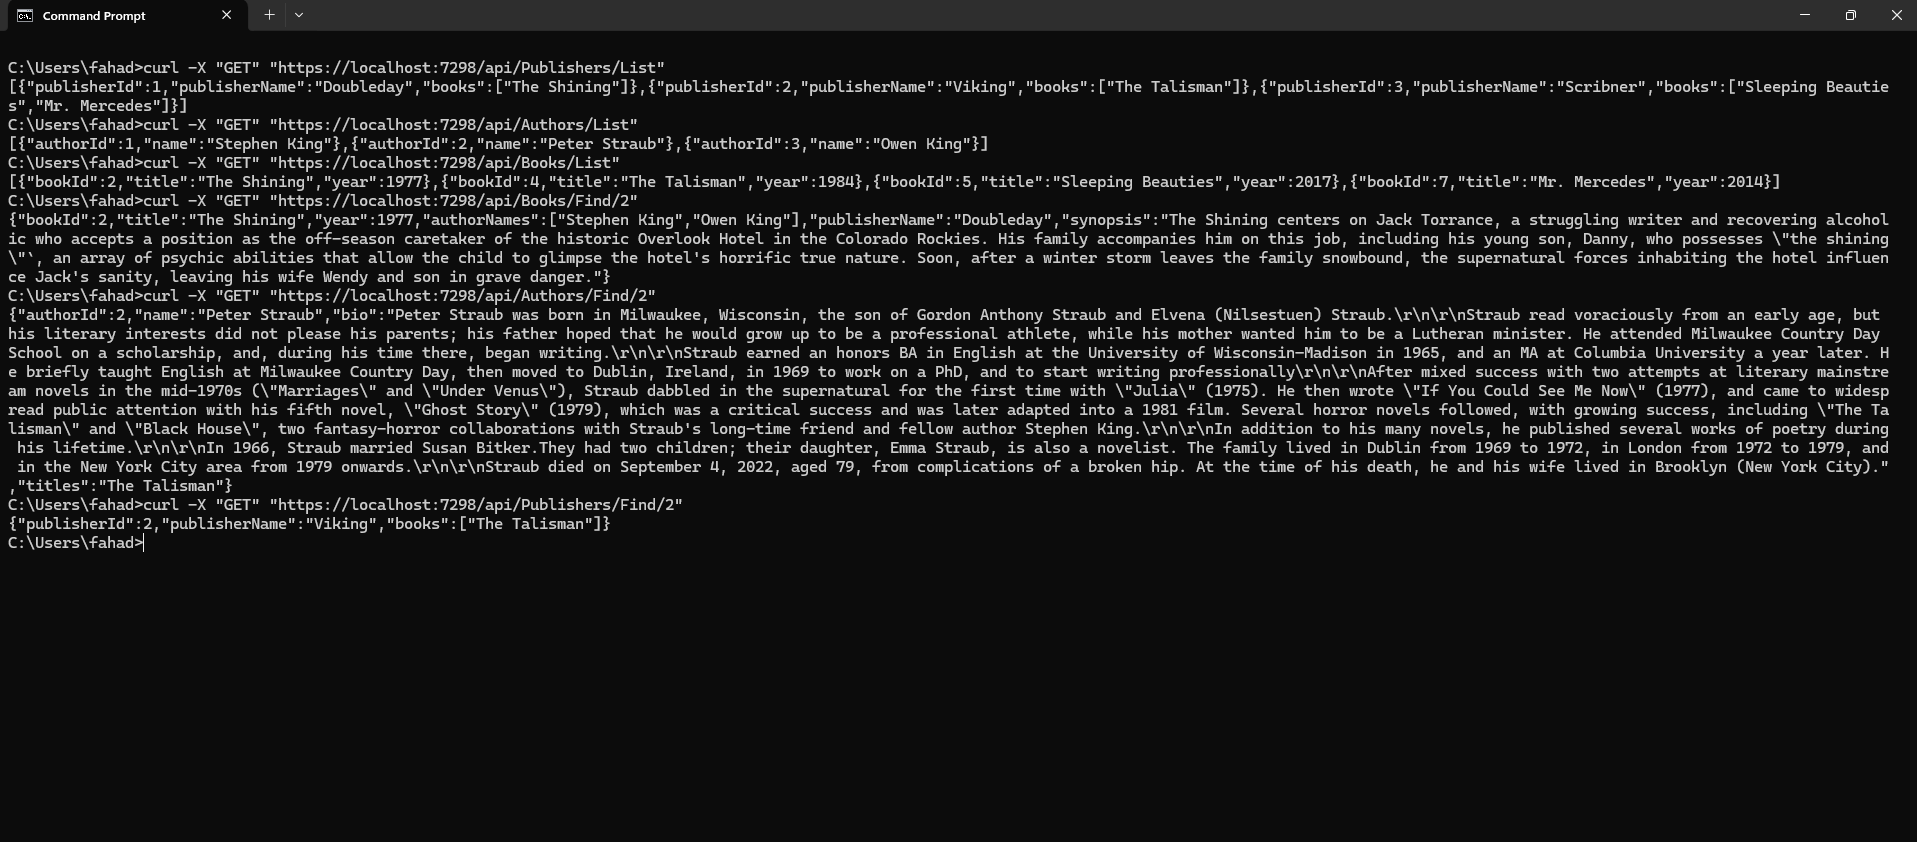 Command Prompt
C:\Users\fahad>curl -X "GET" "https://localhost:7298/api/Publishers/List"
[{"publisherId":1,"publisherName":"Doubleday","books":["The Shining"]},{"publisherId":2,"publisherName":"Viking","books":["The Talisman"]},{"publisherId":3,"publisherName":"Scribner","books":["Sleeping Beautie
s","Mr. Mercedes"]}]
C:\Users\fahad>curl -X "GET" "https://localhost:7298/api/Authors/List"
[{"authorId":1,"name":"Stephen King"},{"authorId":2,"name":"Peter Straub"},{"authorId":3,"name":"Owen King"}]
C:\Users\fahad>curl -X "GET" "https://localhost:7298/api/Books/List"
[{"bookId":2,"title":"The Shining","year":1977},{"bookId":4,"title":"The Talisman","year":1984},{"bookId":5,"title":"Sleeping Beauties","year":2017},{"bookId":7,"title":"Mr. Mercedes","year":2014}]
C:\Users\fahad>curl -X "GET" "https://localhost:7298/api/Books/Find/2"
{"bookId":2,"title":"The Shining","year":1977,"authorNames":["Stephen King","Owen King"],"publisherName":"Doubleday","synopsis":"The Shining centers on Jack Torrance, a struggling writer and recovering alcohol
ic who accepts a position as the off-season caretaker of the historic Overlook Hotel in the Colorado Rockies. His family accompanies him on this job, including his young son, Danny, who possesses \"the shining
\"`, an array of psychic abilities that allow the child to glimpse the hotel's horrific true nature. Soon, after a winter storm leaves the family snowbound, the supernatural forces inhabiting the hotel influen
ce Jack's sanity, leaving his wife Wendy and son in grave danger."}
C:\Users\fahad>curl -X "GET" "https://localhost:7298/api/Authors/Find/2"
{"authorId":2,"name":"Peter Straub","bio":"Peter Straub was born in Milwaukee, Wisconsin, the son of Gordon Anthony Straub and Elvena (Nilsestuen) Straub.\r\n\r\nStraub read voraciously from an early age, but
his literary interests did not please his parents; his father hoped that he would grow up to be a professional athlete, while his mother wanted him to be a Lutheran minister. He attended Milwaukee Country Day
School on a scholarship, and, during his time there, began writing.\r\n\r\nStraub earned an honors BA in English at the University of Wisconsin-Madison in 1965, and an MA at Columbia University a year later. H
e briefly taught English at Milwaukee Country Day, then moved to Dublin, Ireland, in 1969 to work on a PhD, and to start writing professionally\r\n\r\nAfter mixed success with two attempts at literary mainstre
am novels in the mid-1970s (\"Marriages\" and \"Under Venus\"), Straub dabbled in the supernatural for the first time with \"Julia\" (1975). He then wrote \"If You Could See Me Now\" (1977), and came to widesp
read public attention with his fifth novel, \"Ghost Story\" (1979), which was a critical success and was later adapted into a 1981 film. Several horror novels followed, with growing success, including \"The Ta
lisman\" and \"Black House\", two fantasy-horror collaborations with Straub's long-time friend and fellow author Stephen King.\r\n\r\nIn addition to his many novels, he published several works of poetry during
his lifetime.\r\n\r\nIn 1966, Straub married Susan Bitker.They had two children; their daughter, Emma Straub, is also a novelist. The family lived in Dublin from 1969 to 1972, in London from 1972 to 1979, and
in the New York City area from 1979 onwards.\r\n\r\nStraub died on September 4, 2022, aged 79, from complications of a broken hip. At the time of his death, he and his wife lived in Brooklyn (New York City)."
,"titles":"The Talisman"}
C:\Users\fahad>curl -X "GET" "https://localhost:7298/api/Publishers/Find/2"
{"publisherId":2,"publisherName":"Viking","books":["The Talisman"]}
C:\Users\fahad>